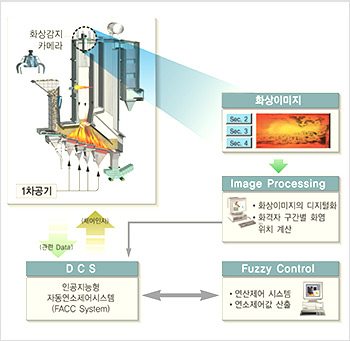 화상감지
카메라
1차공기
화상이미지
Sec. 2
Sec. 3
Sec. 4
Image Processing
• 화상이미지의 디지털화
• 화격자 구간별 화염
위치 계산
(관련 Data)
(제어인자)
D C S
인공지능형
자동연소제어시스템
(FACC System)
Fuzzy Control
• 연산제어 시스템
• 연소제어값 산출